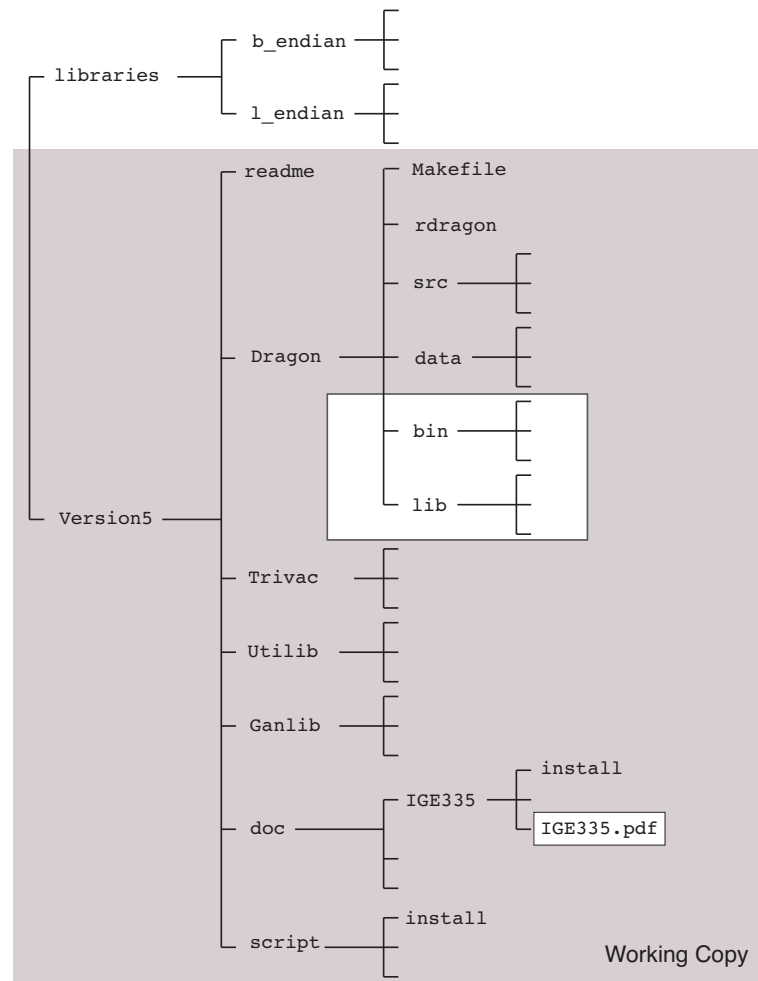 b_endian
libraries
l_endian
readme
Makefile
rdragon
src
Dragon
data
bin
lib
Version5
Trivac
Utilib
Ganlib
install
IGE335
doc
IGE335.pdf
install
script
Working Copy